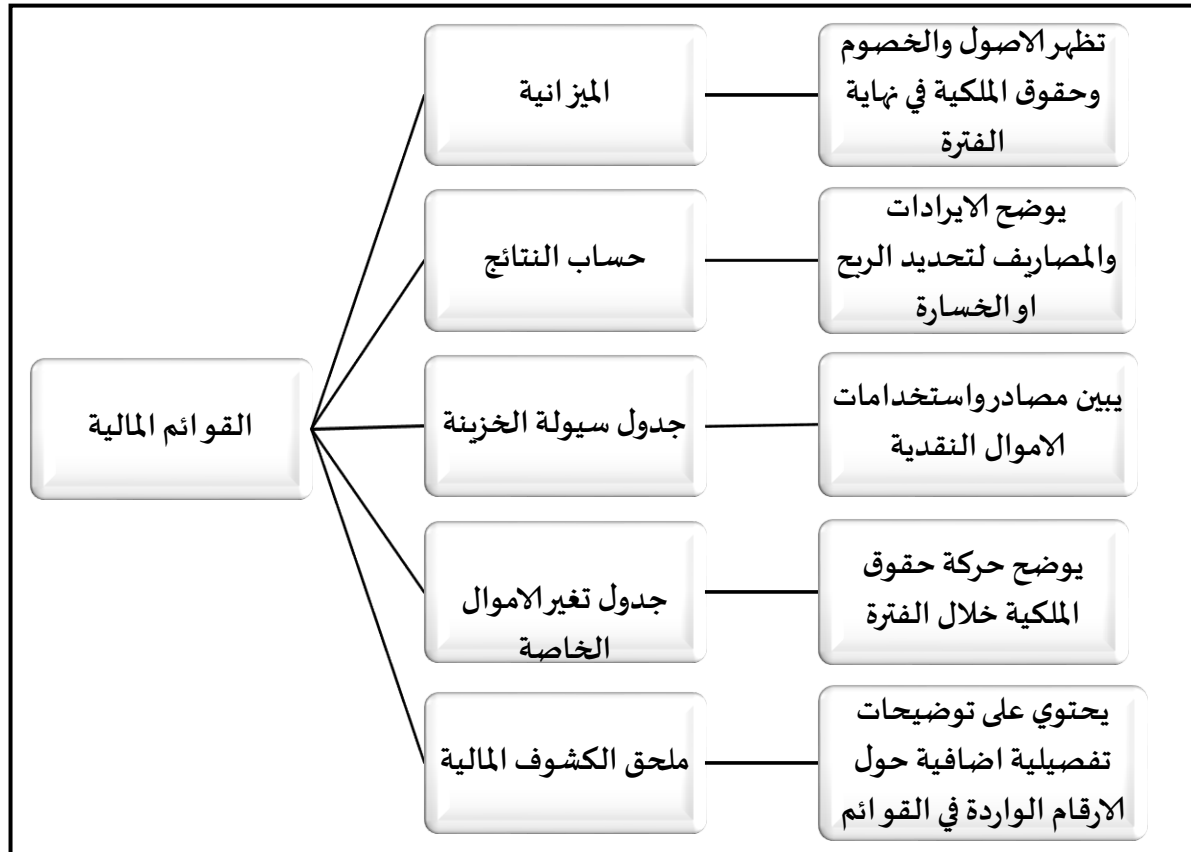 القوائم المالية
الميزانية
تظهر الاصول والخصوم
وحقوق الملكية في نهاية
الفترة
حساب النتائج
يوضح الايرادات
والمصاريف لتحديد الربح
او الخسارة
جدول سيولة الخزينة
يبين مصادر واستخدامات
الاموال النقدية
جدول تغير الاموال
الخاصة
يوضح حركة حقوق
الملكية خلال الفترة
ملحق الكشوف المالية
يحتوي على توضيحات
تفصيلية اضافية حول
الارقام الواردة في القوائم